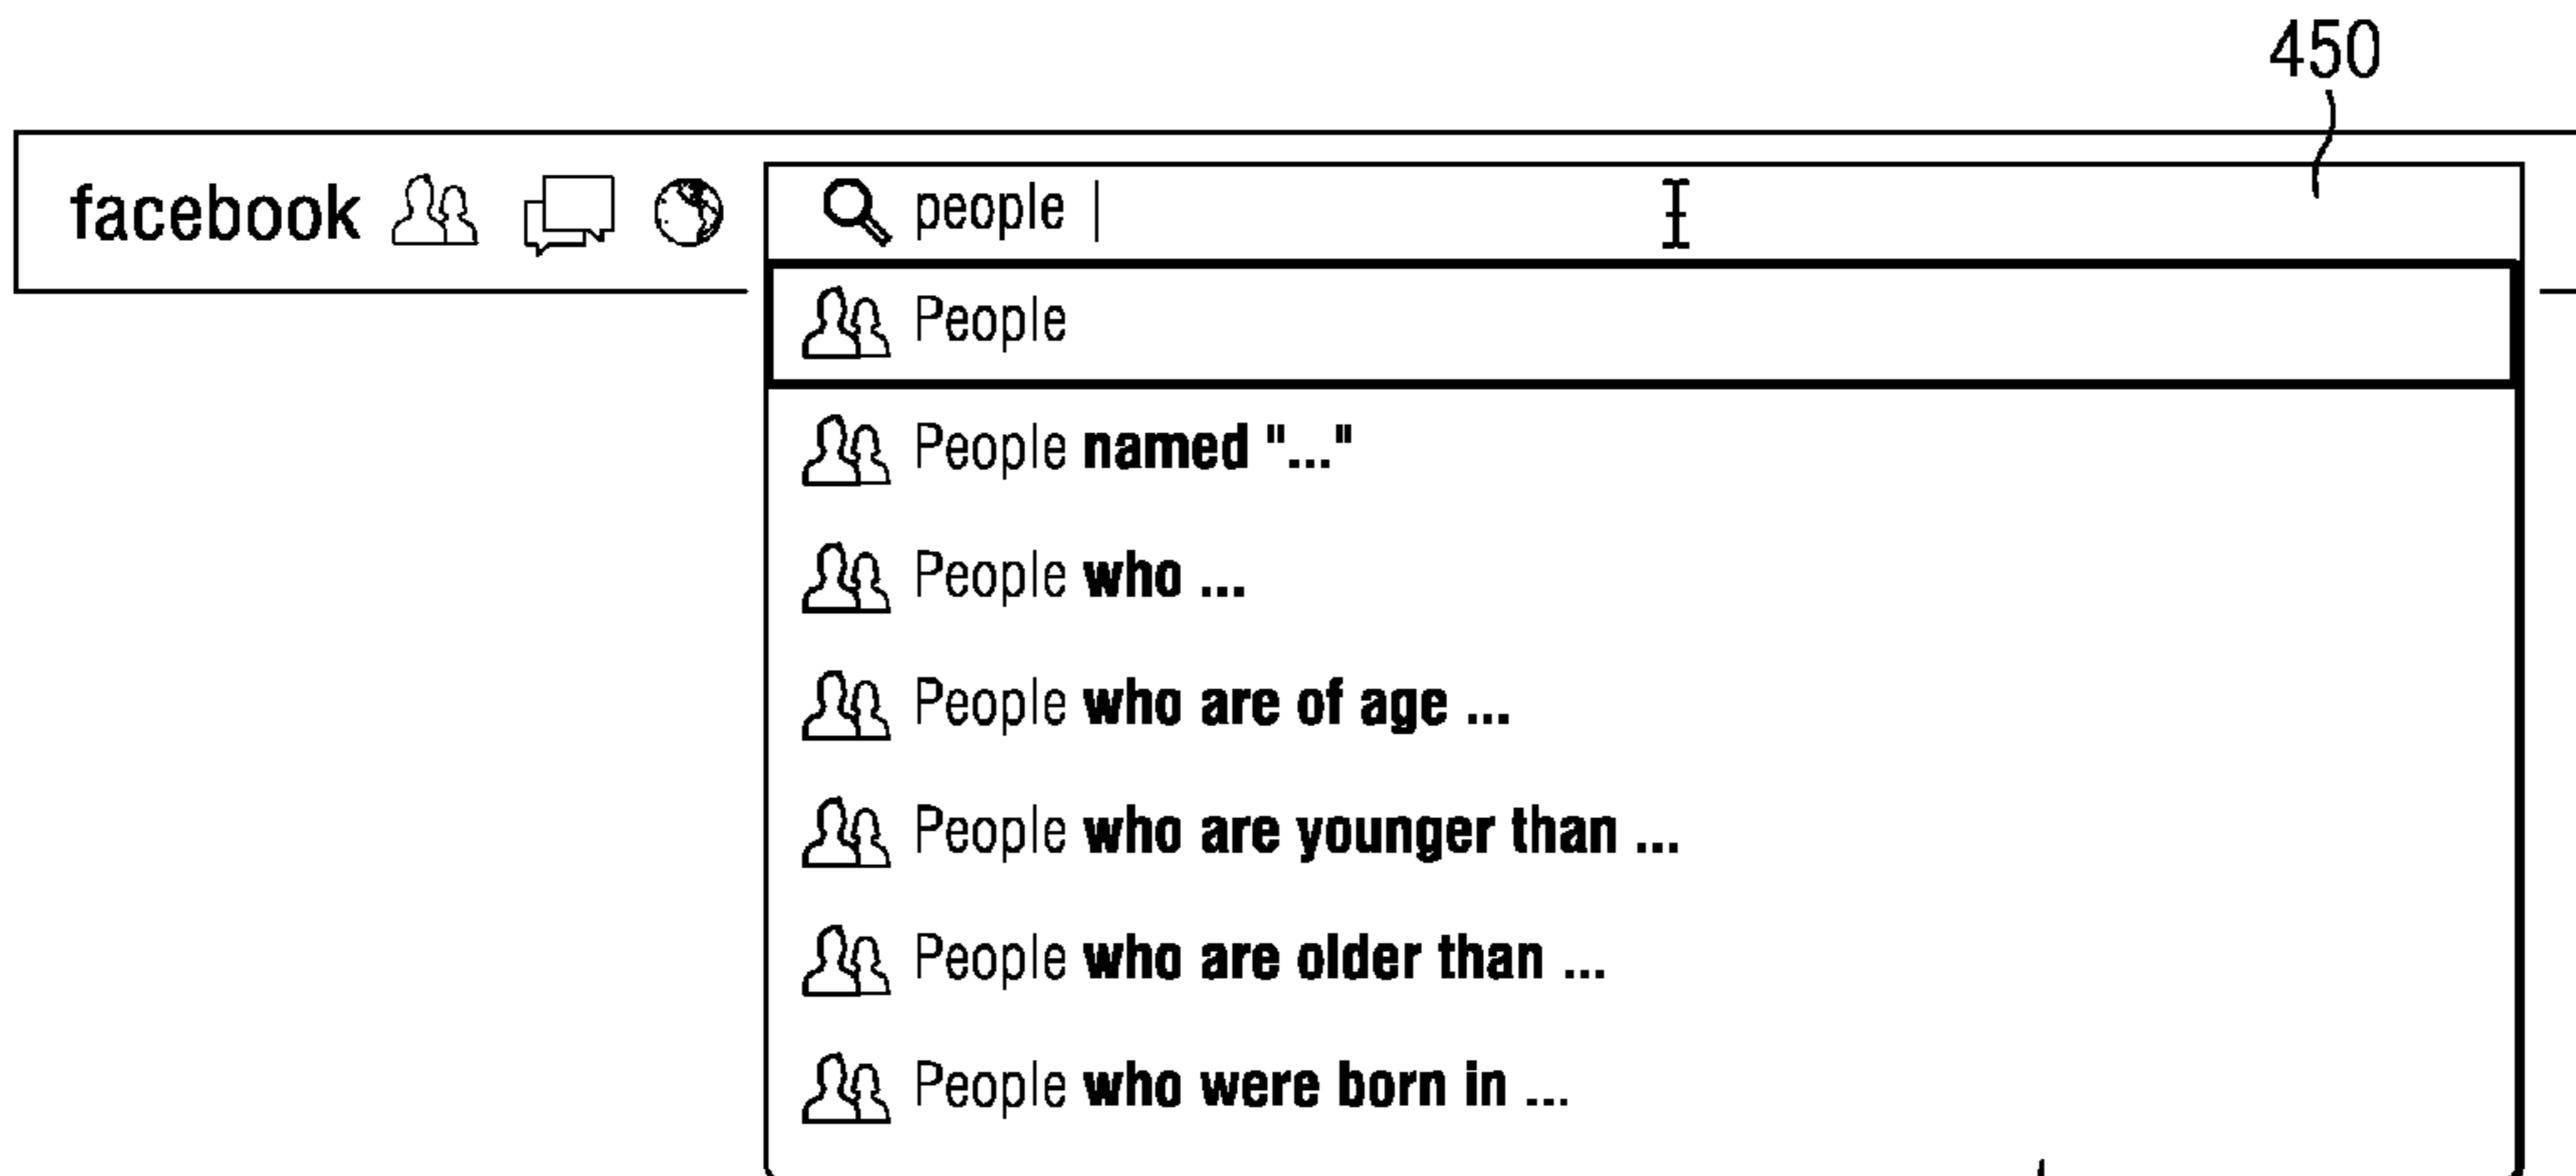 450
facebook people
People
People named "..."
People who ...
People who are of age ...
People who are younger than ...
People who are older than ...
People who were born in ...